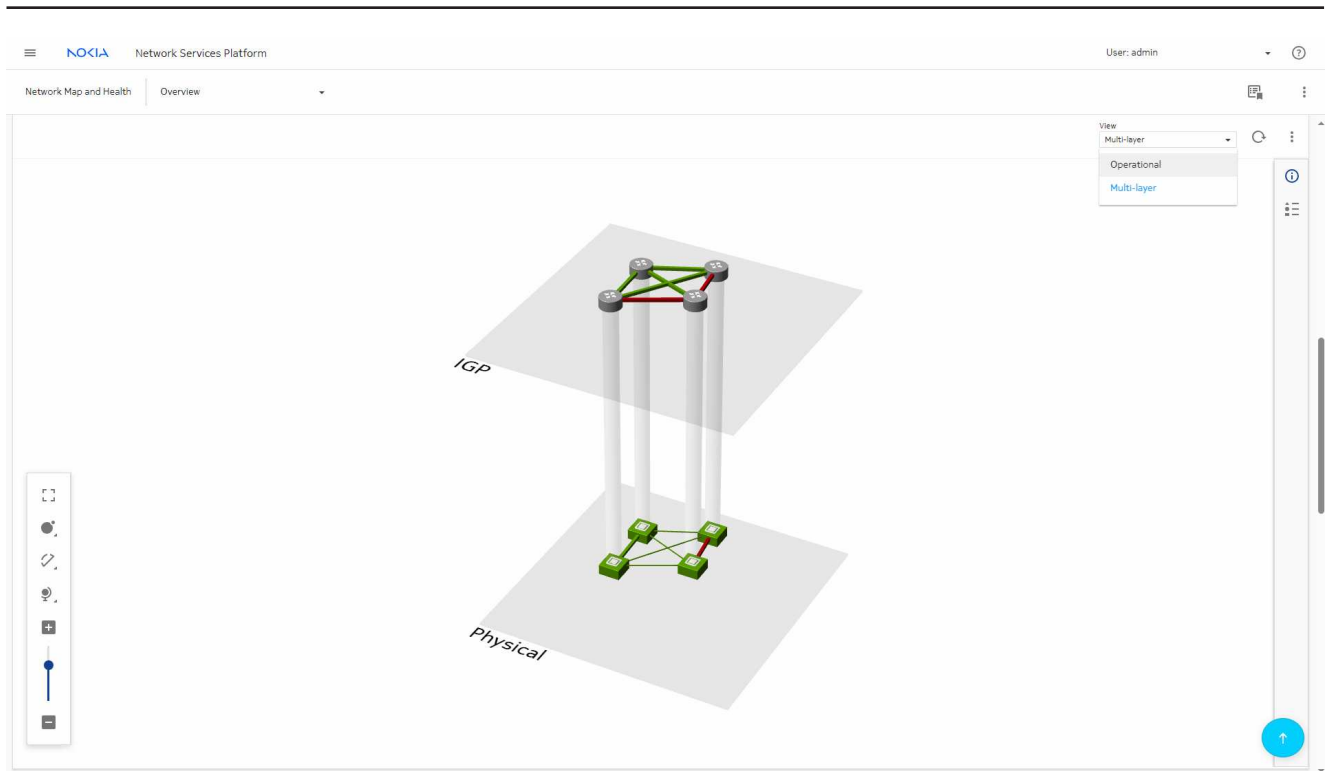 NOKIA Network Services Platform User: admin
Network Map and Health Overview
View
Multi-layer
Operational
Multi-layer
IGP
Physical